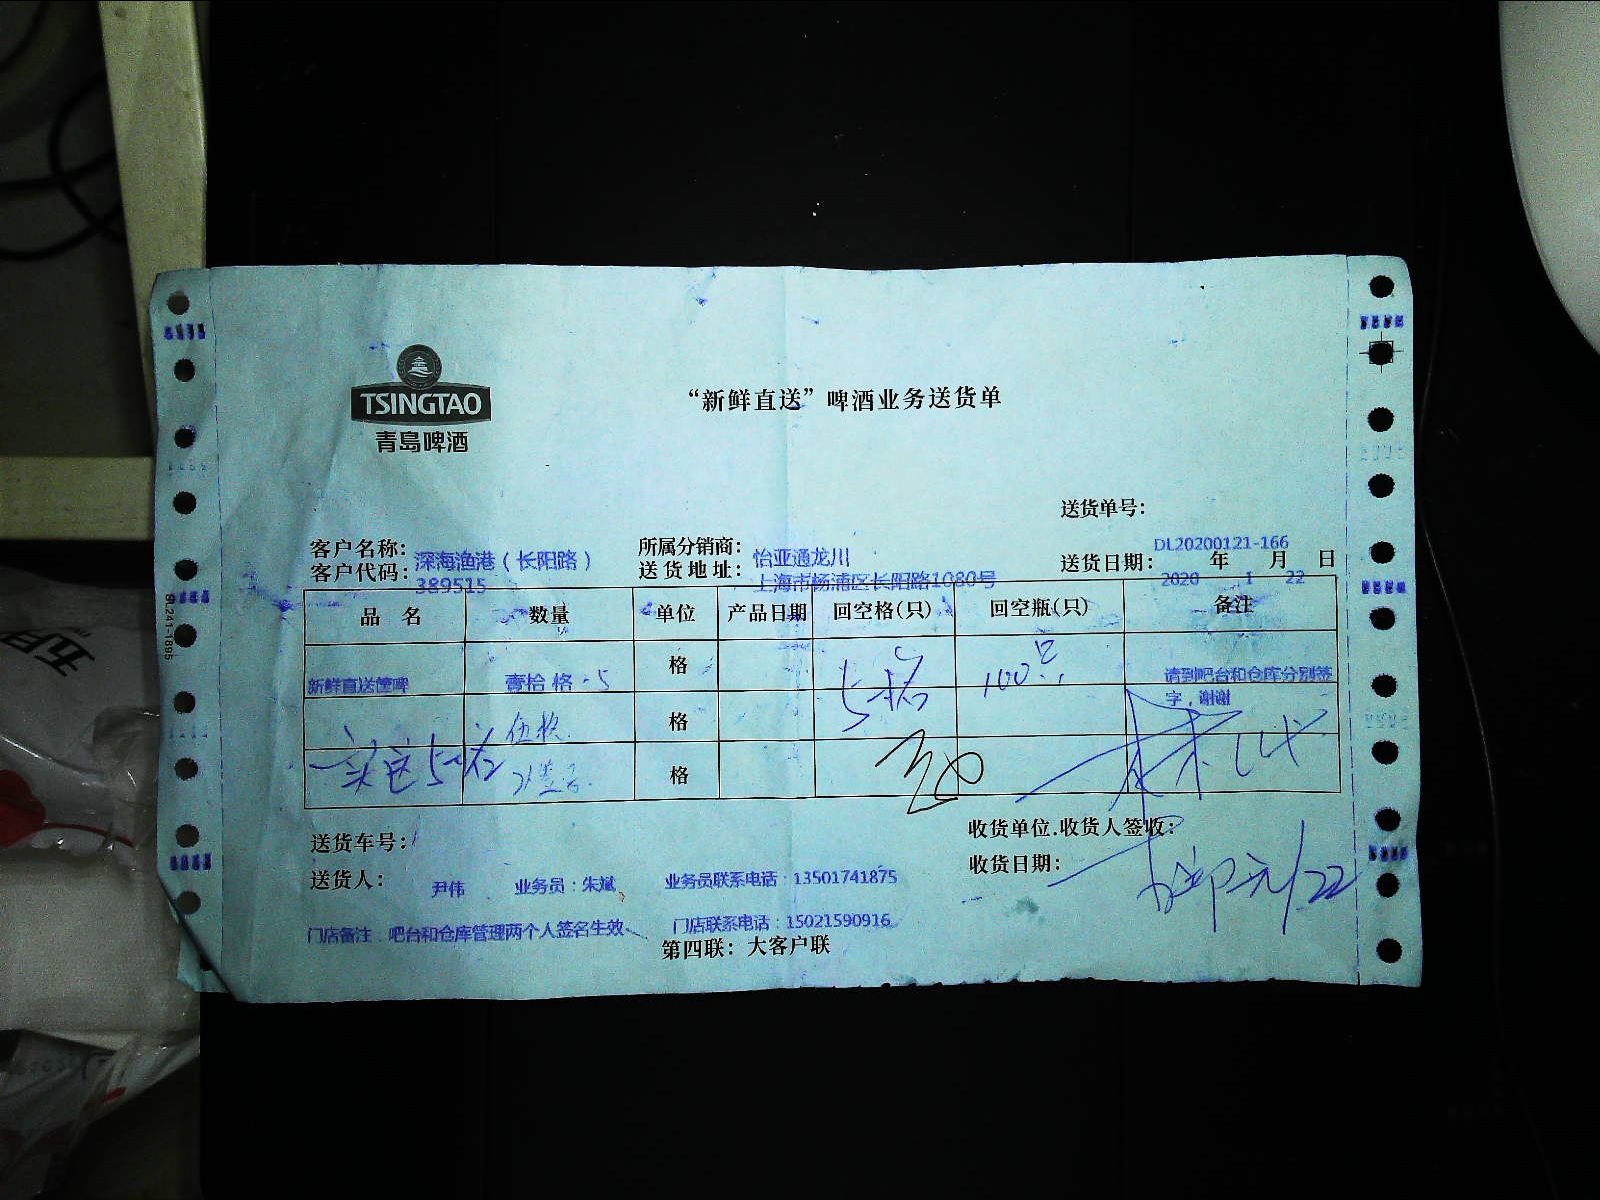 TSINGTAO
青岛啤酒
“新鲜直送”啤酒业务送货单
送货单号：
DL20200121-166
客户名称：深海渔港（长阳路） 所属分销商：怡亚通龙川 送货日期： 2020 年 1 月 22 日
客户代码：389515 送货地址：上海市杨浦区长阳路1080号
品 名 数量 单位 产品日期 回空格(只) 回空瓶(只) 备注
新鲜直送筐啤 壹拾 格 - 5 格 5格 100只 请到吧台和仓库分别签字，谢谢
格
格
送货车号： 收货单位.收货人签收：
收货日期：
送货人： 尹伟 业务员：朱斌 业务员联系电话：13501741875
门店备注：吧台和仓库管理两个人签名生效 门店联系电话：15021590916
第四联：大客户联